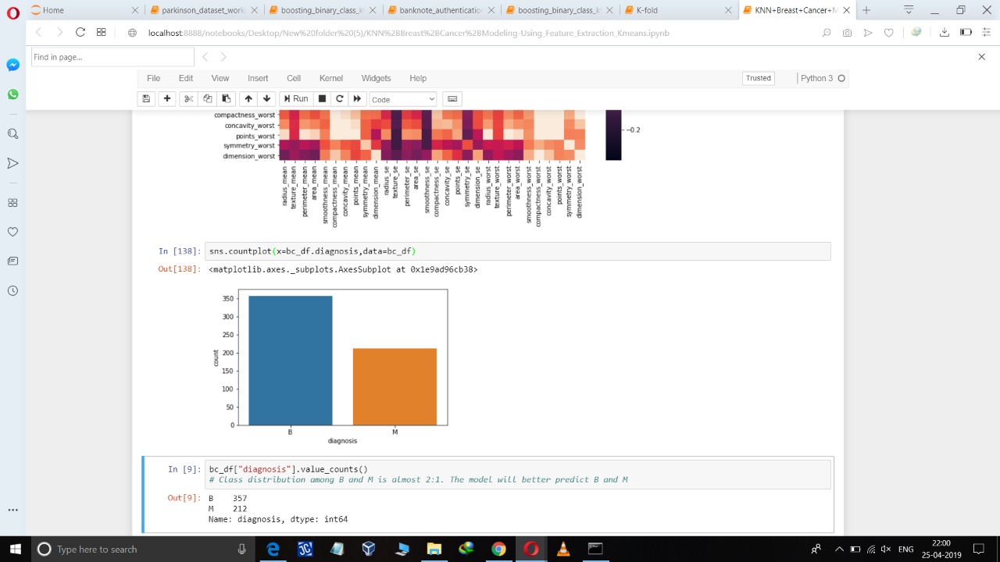 Home
parkinson_dataset_work
boosting_binary_class_k
banknote_authenticatio
boosting_binary_class_k
K-fold
KNN+Breast+Cancer+M
localhost:8888/notebooks/Desktop/New%20folder%20(5)/KNN%2BBreast%2BCancer%2BModeling-Using_Feature_Extraction_Kmeans.ipynb
Find in page...
File Edit View Insert Cell Kernel Widgets Help Trusted Python 3
Run Code
compactness_worst
concavity_worst
points_worst
symmetry_worst
dimension_worst
−0.2
radius_mean
texture_mean
perimeter_mean
area_mean
smoothness_mean
compactness_mean
concavity_mean
points_mean
symmetry_mean
dimension_mean
radius_se
texture_se
perimeter_se
area_se
smoothness_se
compactness_se
concavity_se
points_se
symmetry_se
dimension_se
radius_worst
texture_worst
perimeter_worst
area_worst
smoothness_worst
compactness_worst
concavity_worst
points_worst
symmetry_worst
dimension_worst
In [138]: sns.countplot(x=bc_df.diagnosis,data=bc_df)
Out[138]: <matplotlib.axes._subplots.AxesSubplot at 0x1e9ad96cb38>
350
300
250
200
150
100
50
0
count
B M
diagnosis
In [9]: bc_df["diagnosis"].value_counts()
# Class distribution among B and M is almost 2:1. The model will better predict B and M
Out[9]: B 357
M 212
Name: diagnosis, dtype: int64
Type here to search
ENG
22:00
25-04-2019